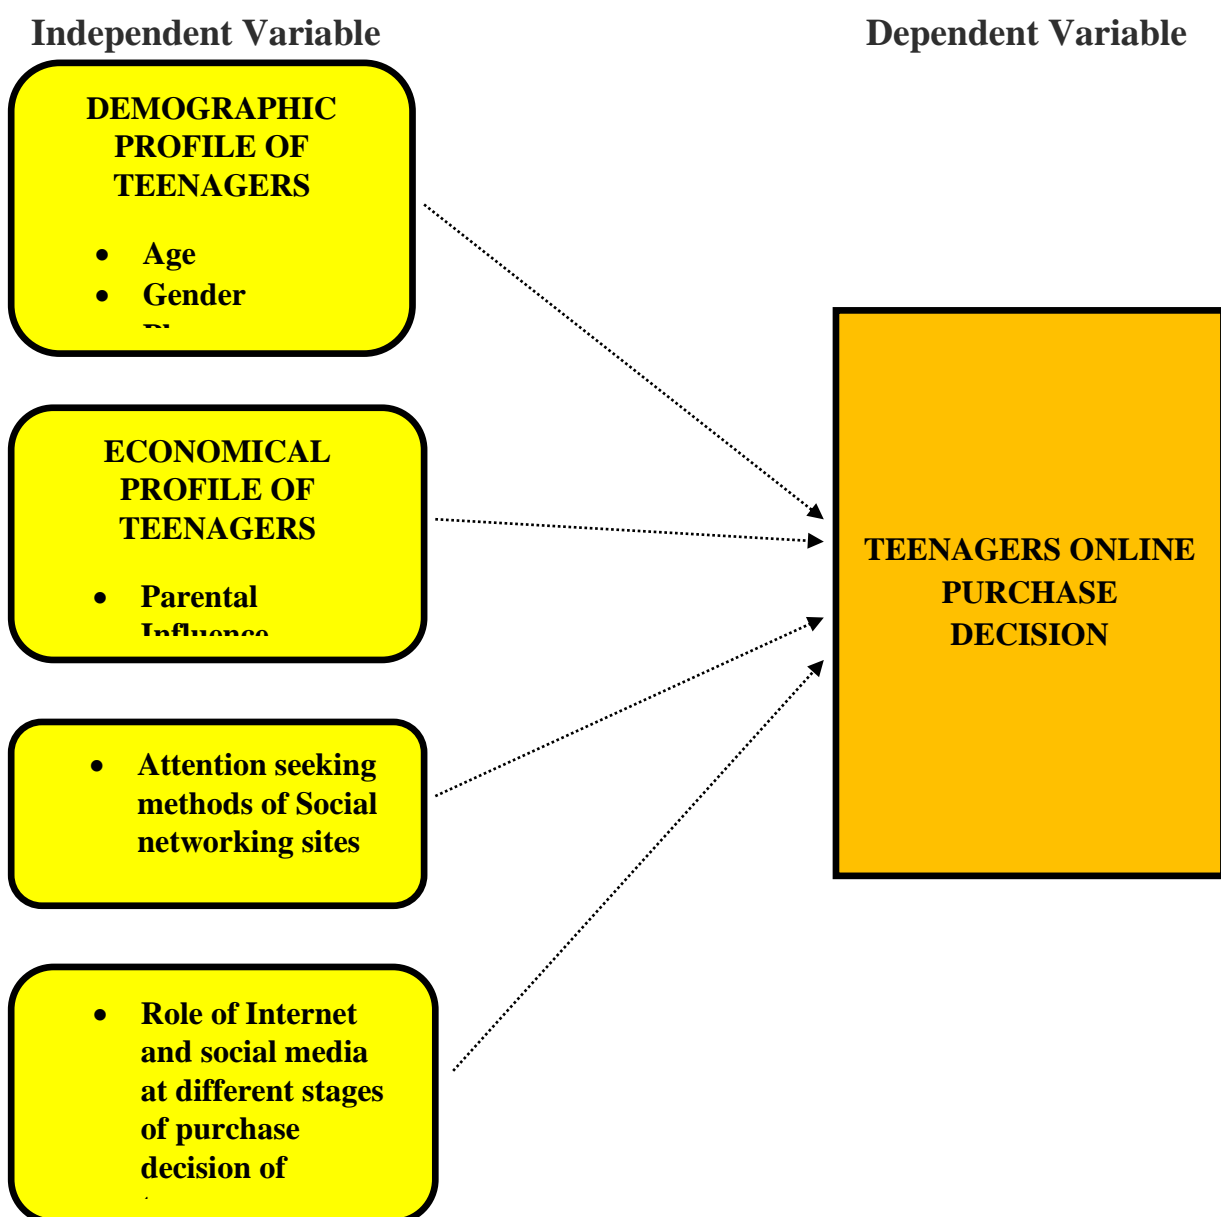 Independent Variable
Dependent Variable
DEMOGRAPHIC
PROFILE OF
TEENAGERS
• Age
• Gender
ECONOMICAL
PROFILE OF
TEENAGERS
• Parental
Influence
• Attention seeking
methods of Social
networking sites
• Role of Internet
and social media
at different stages
of purchase
decision of
TEENAGERS ONLINE
PURCHASE
DECISION